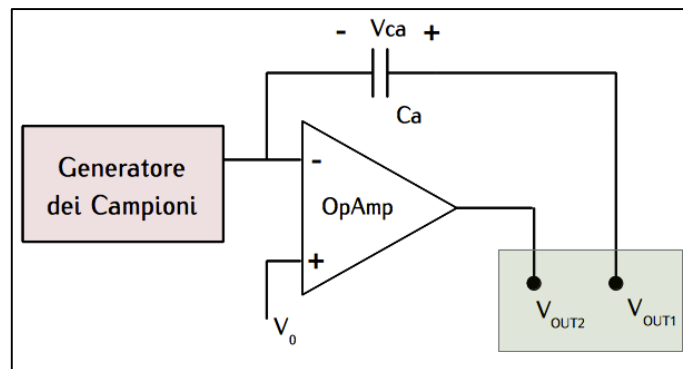 - Vca +
Ca
Generatore
dei Campioni
-
OpAmp
+
V0
VOUT2
VOUT1